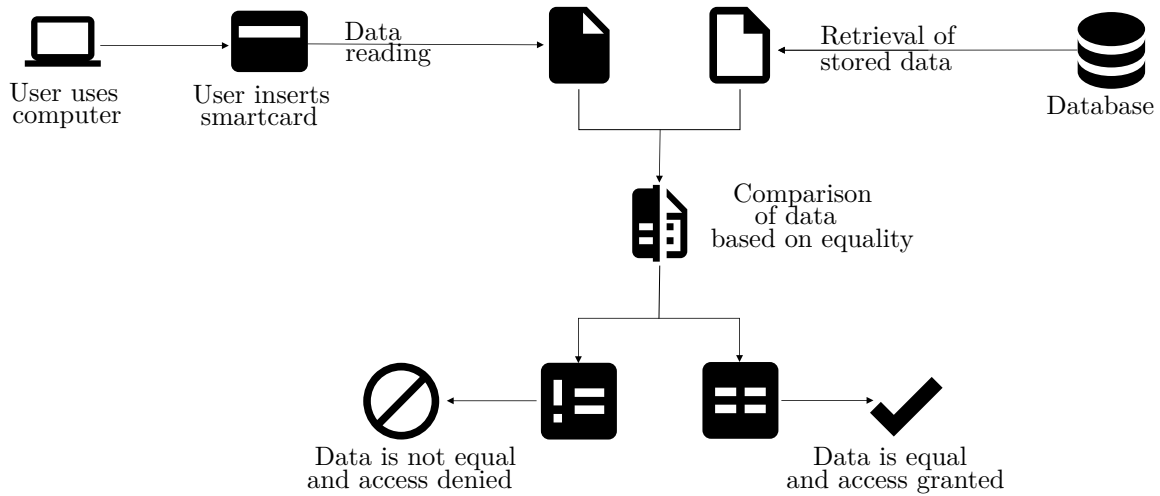 User uses
computer
User inserts
smartcard
Data
reading
Retrieval of
stored data
Database
Comparison
of data
based on equality
Data is not equal
and access denied
Data is equal
and access granted